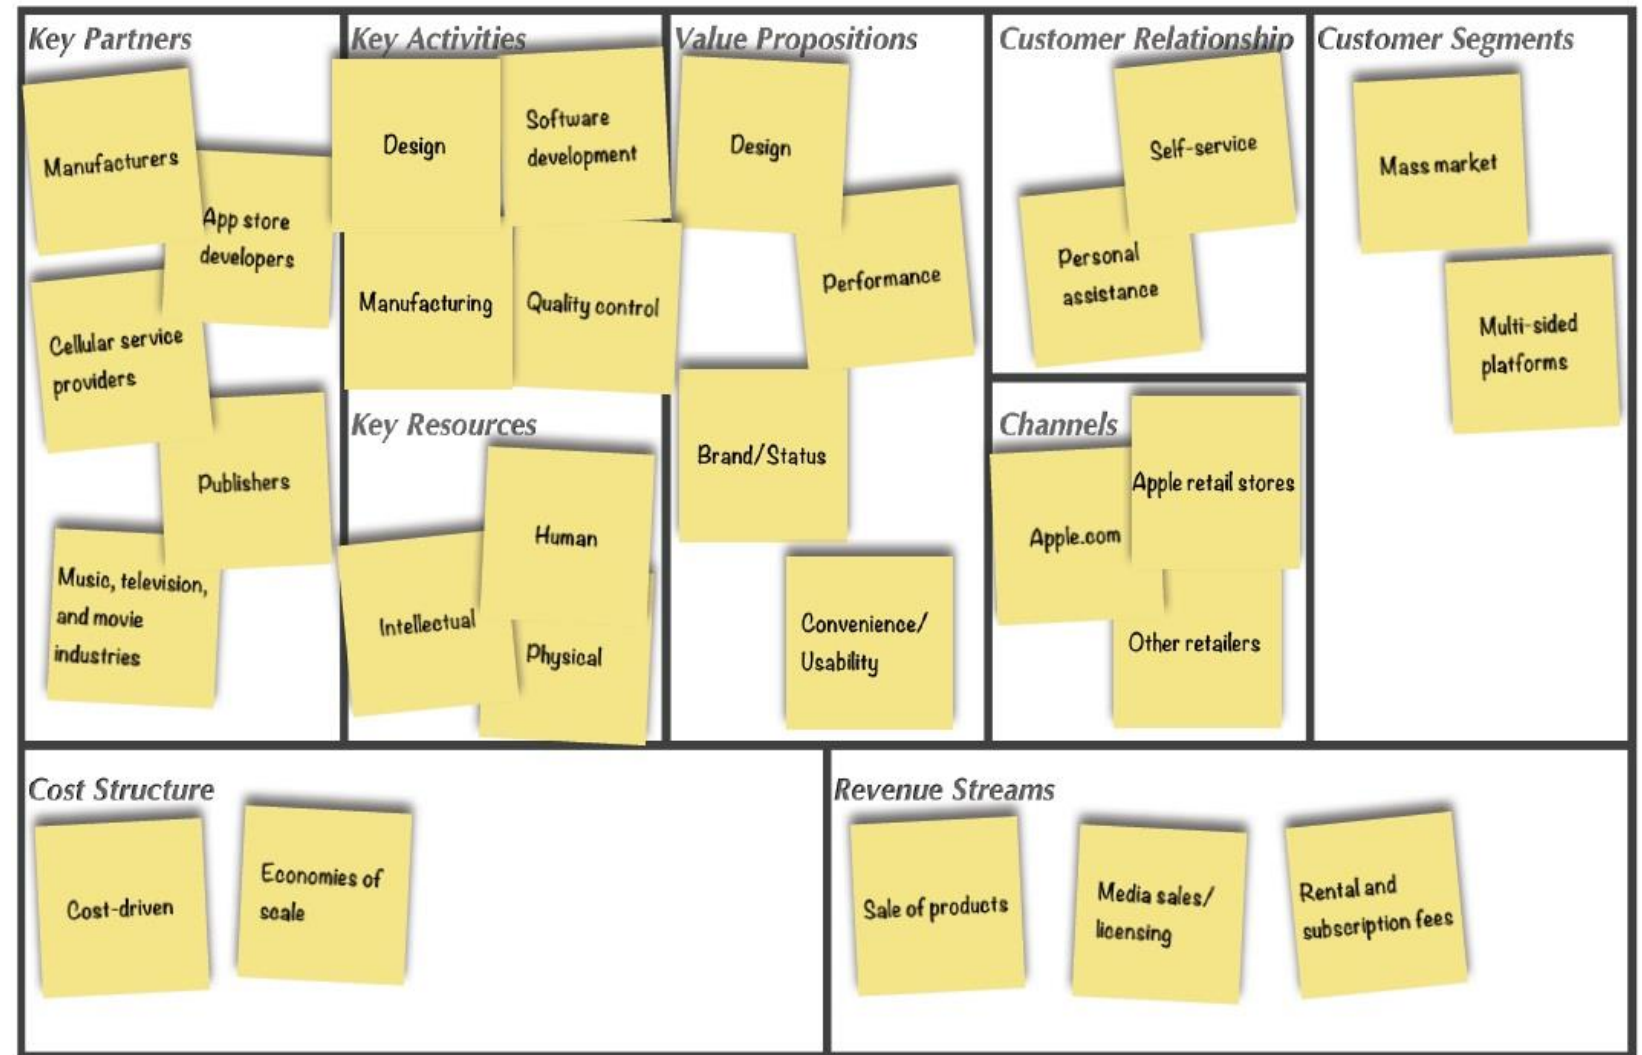 Key Partners
Manufacturers
App store
developers
Cellular service
providers
Publishers
Music, television,
and movie
industries
Key Activities
Design
Software
development
Manufacturing
Quality control
Key Resources
Human
Intellectual
Physical
Value Propositions
Design
Performance
Brand/Status
Convenience/
Usability
Customer Relationship
Self-service
Personal
assistance
Channels
Apple retail stores
Apple.com
Other retailers
Customer Segments
Mass market
Multi-sided
platforms
Cost Structure
Cost-driven
Economies of
scale
Revenue Streams
Sale of products
Media sales/
licensing
Rental and
subscription fees